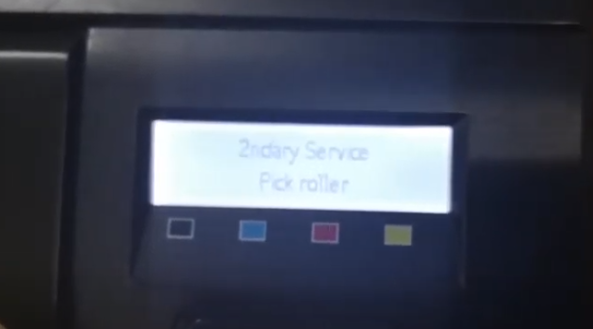 2ndary Service
Pick roller